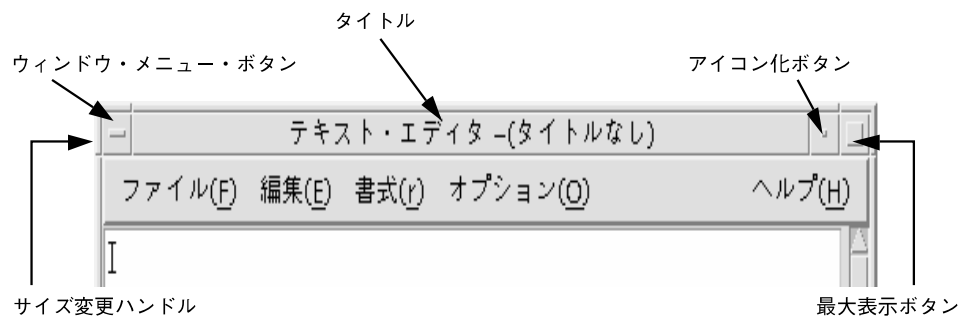 タイトル
ウィンドウ・メニュー・ボタン
アイコン化ボタン
テキスト・エディタ –(タイトルなし)
ファイル(F) 編集(E) 書式(r) オプション(O) ヘルプ(H)
サイズ変更ハンドル
最大表示ボタン